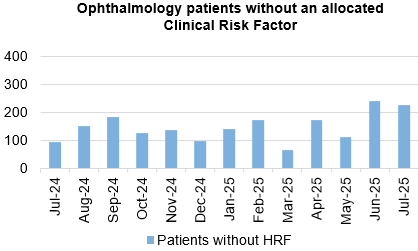 Ophthalmology patients without an allocated
Clinical Risk Factor
400
300
200
100
0
Jul-24
Aug-24
Sep-24
Oct-24
Nov-24
Dec-24
Jan-25
Feb-25
Mar-25
Apr-25
May-25
Jun-25
Jul-25
Patients without HRF